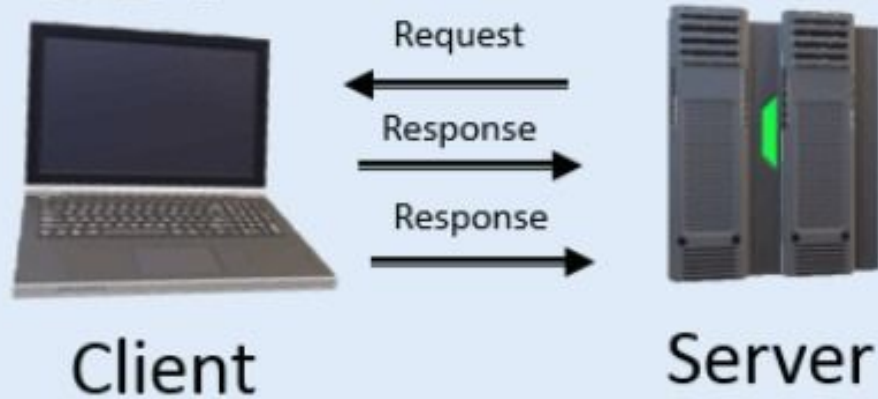 Request
Response
Response
Client
Server